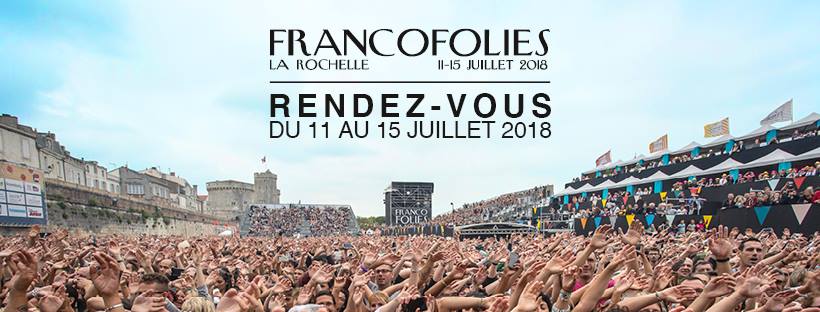 FRANCOFOLIES
LA ROCHELLE 11-15 JUILLET 2018
RENDEZ-VOUS
DU 11 AU 15 JUILLET 2018
FRANCO
FOLIES